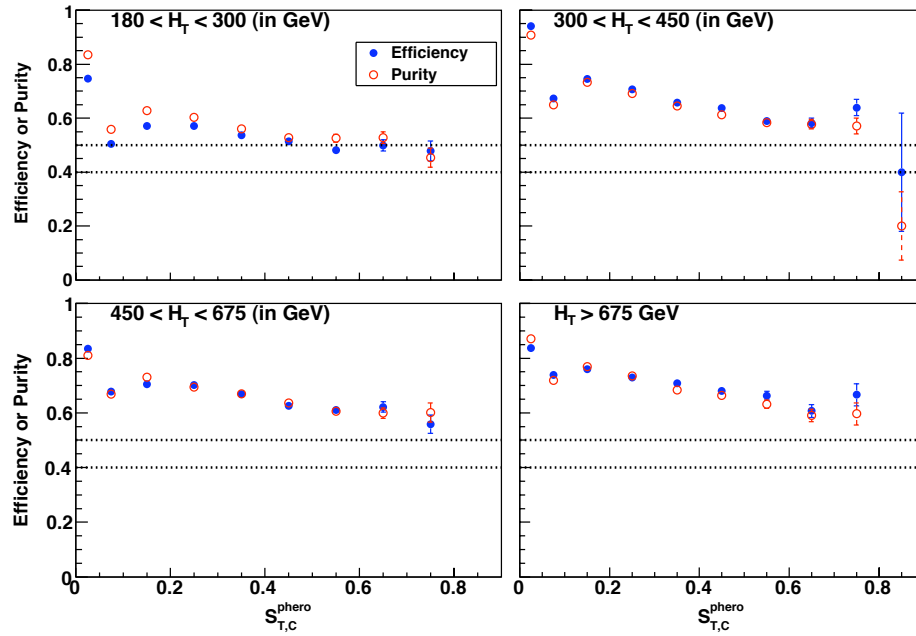 180 < H_T < 300 (in GeV)
Efficiency
Purity
Efficiency or Purity
1
0.8
0.6
0.4
0.2
0
300 < H_T < 450 (in GeV)
450 < H_T < 675 (in GeV)
Efficiency or Purity
1
0.8
0.6
0.4
0.2
0
0 0.2 0.4 0.6 0.8
S_{T,C}^{phero}
H_T > 675 GeV
0 0.2 0.4 0.6 0.8
S_{T,C}^{phero}